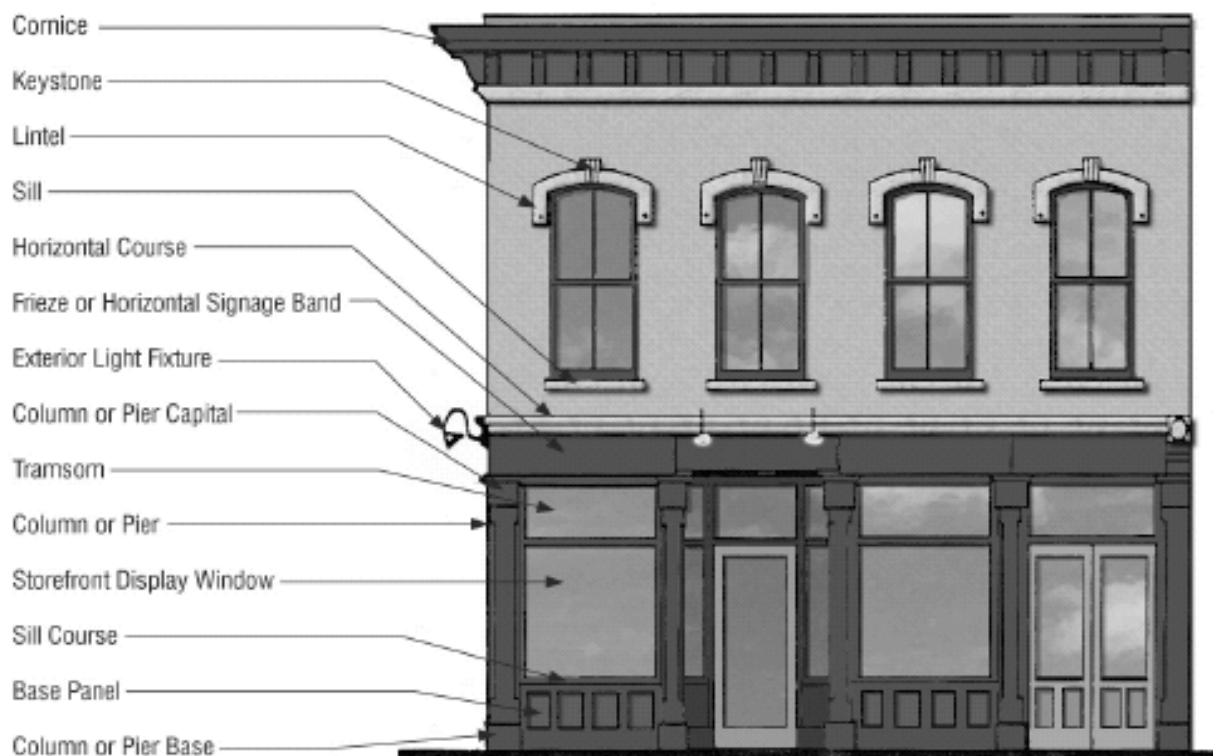 Cornice
Keystone
Lintel
Sill
Horizontal Course
Frieze or Horizontal Signage Band
Exterior Light Fixture
Column or Pier Capital
Tramsom
Column or Pier
Storefront Display Window
Sill Course
Base Panel
Column or Pier Base